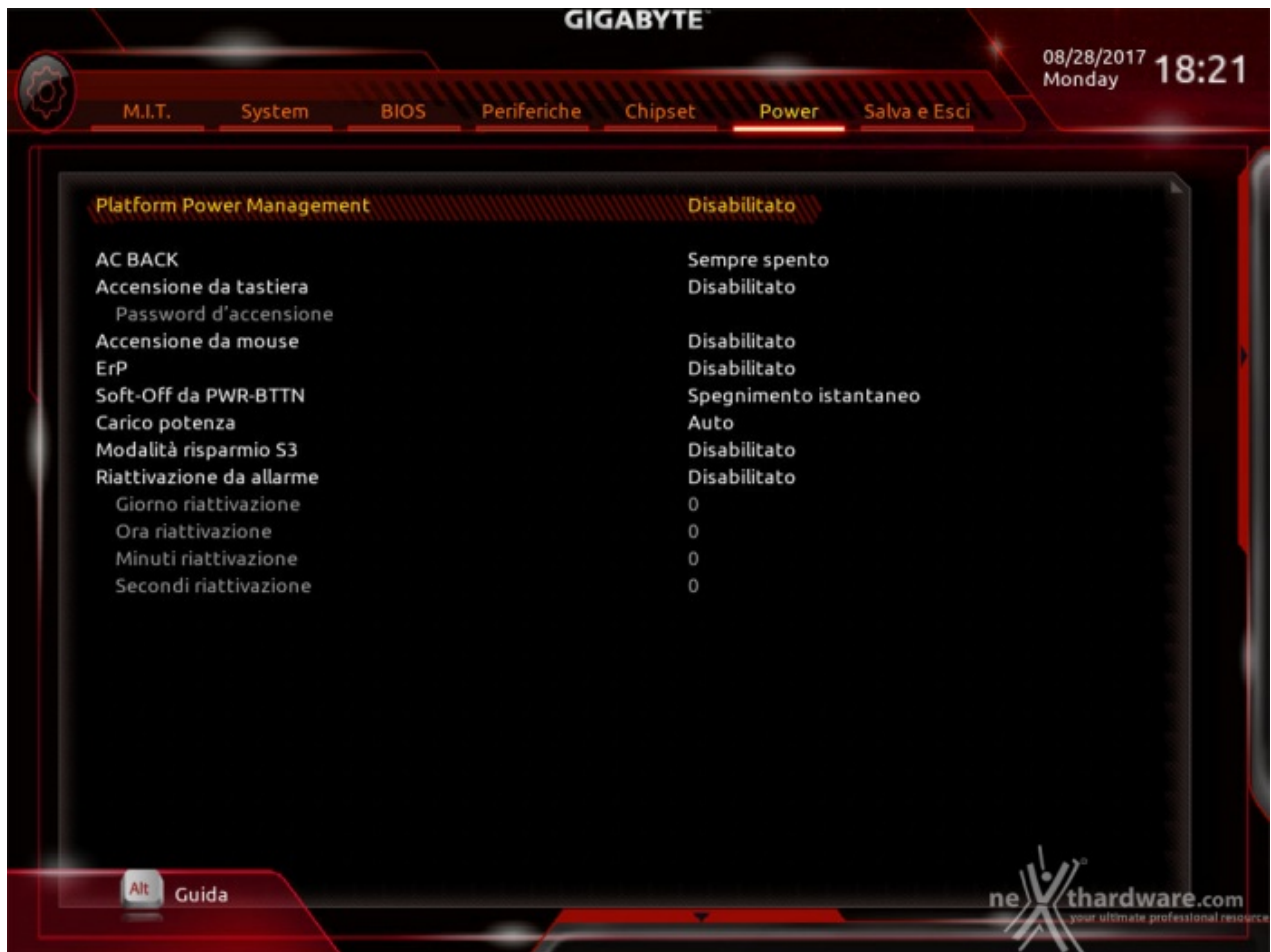 GIGABYTE
08/28/2017
Monday
18:21
M.I.T. System BIOS Periferiche Chipset Power Salva e Esci
Platform Power Management Disabilitato
AC BACK Sempre spento
Accensione da tastiera Disabilitato
Password d'accensione
Accensione da mouse Disabilitato
ErP Disabilitato
Soft-Off da PWR-BTTN Spegnimento istantaneo
Carico potenza Auto
Modalità risparmio S3 Disabilitato
Riattivazione da allarme Disabilitato
Giorno riattivazione 0
Ora riattivazione 0
Minuti riattivazione 0
Secondi riattivazione 0
Alt Guida
nexthardware.com
your ultimate professional resource